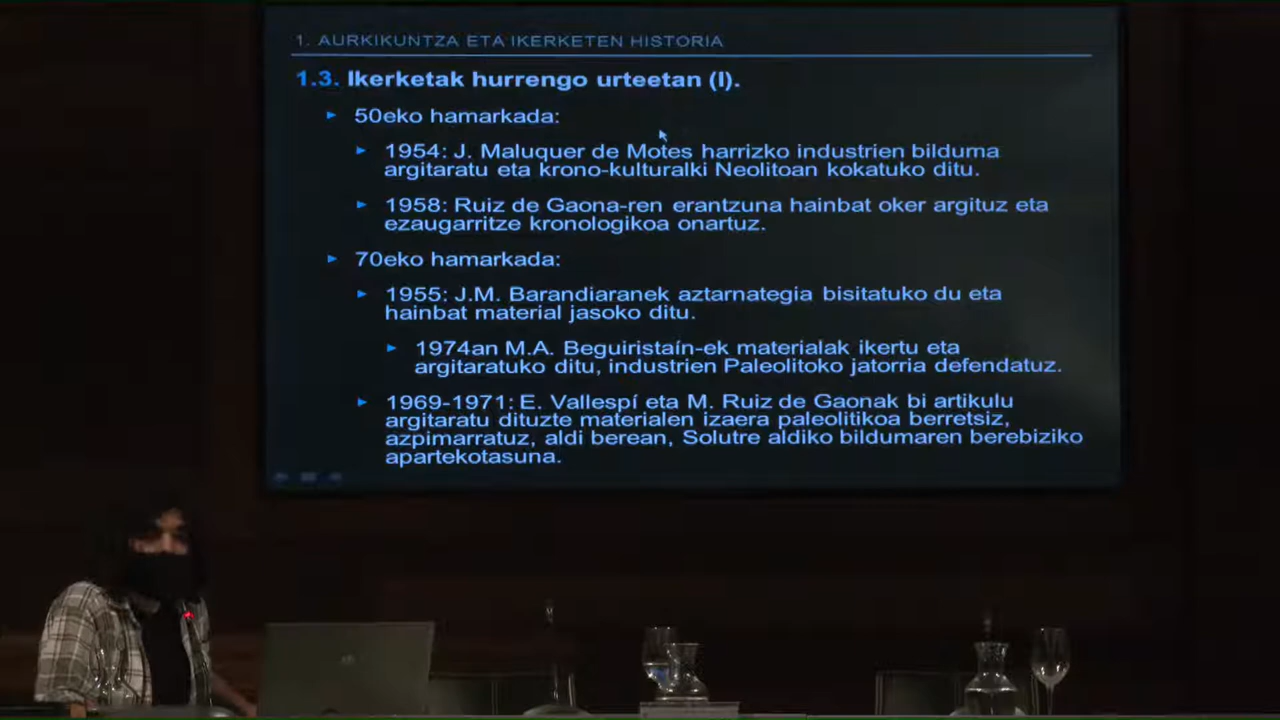 1. AURKIKUNTZA ETA IKERKETEN HISTORIA
1.3. Ikerketak hurrengo urteetan (I).
50eko hamarkada:
1954: J. Maluquer de Motes harrizko industrien bilduma
argitaratu eta krono-kulturalki Neolitoan kokatuko ditu.
1958: Ruiz de Gaona-ren erantzuna hainbat oker argituz eta
ezaugarritze kronologikoa onartuz.
70eko hamarkada:
1955: J.M. Barandiaranek aztarnategia bisitatuko du eta
hainbat material jasoko ditu.
1974an M.A. Beguiristaín-ek materialak ikertu eta
argitaratuko ditu, industrien Paleolitoko jatorria defendatuz.
1969-1971: E. Vallespí eta M. Ruiz de Gaonak bi artikulu
argitaratu dituzte materialen izaera paleolitikoa berretsiz,
azpimarratuz, aldi berean, Solutre aldiko bildumaren berebiziko
apartekotasuna.